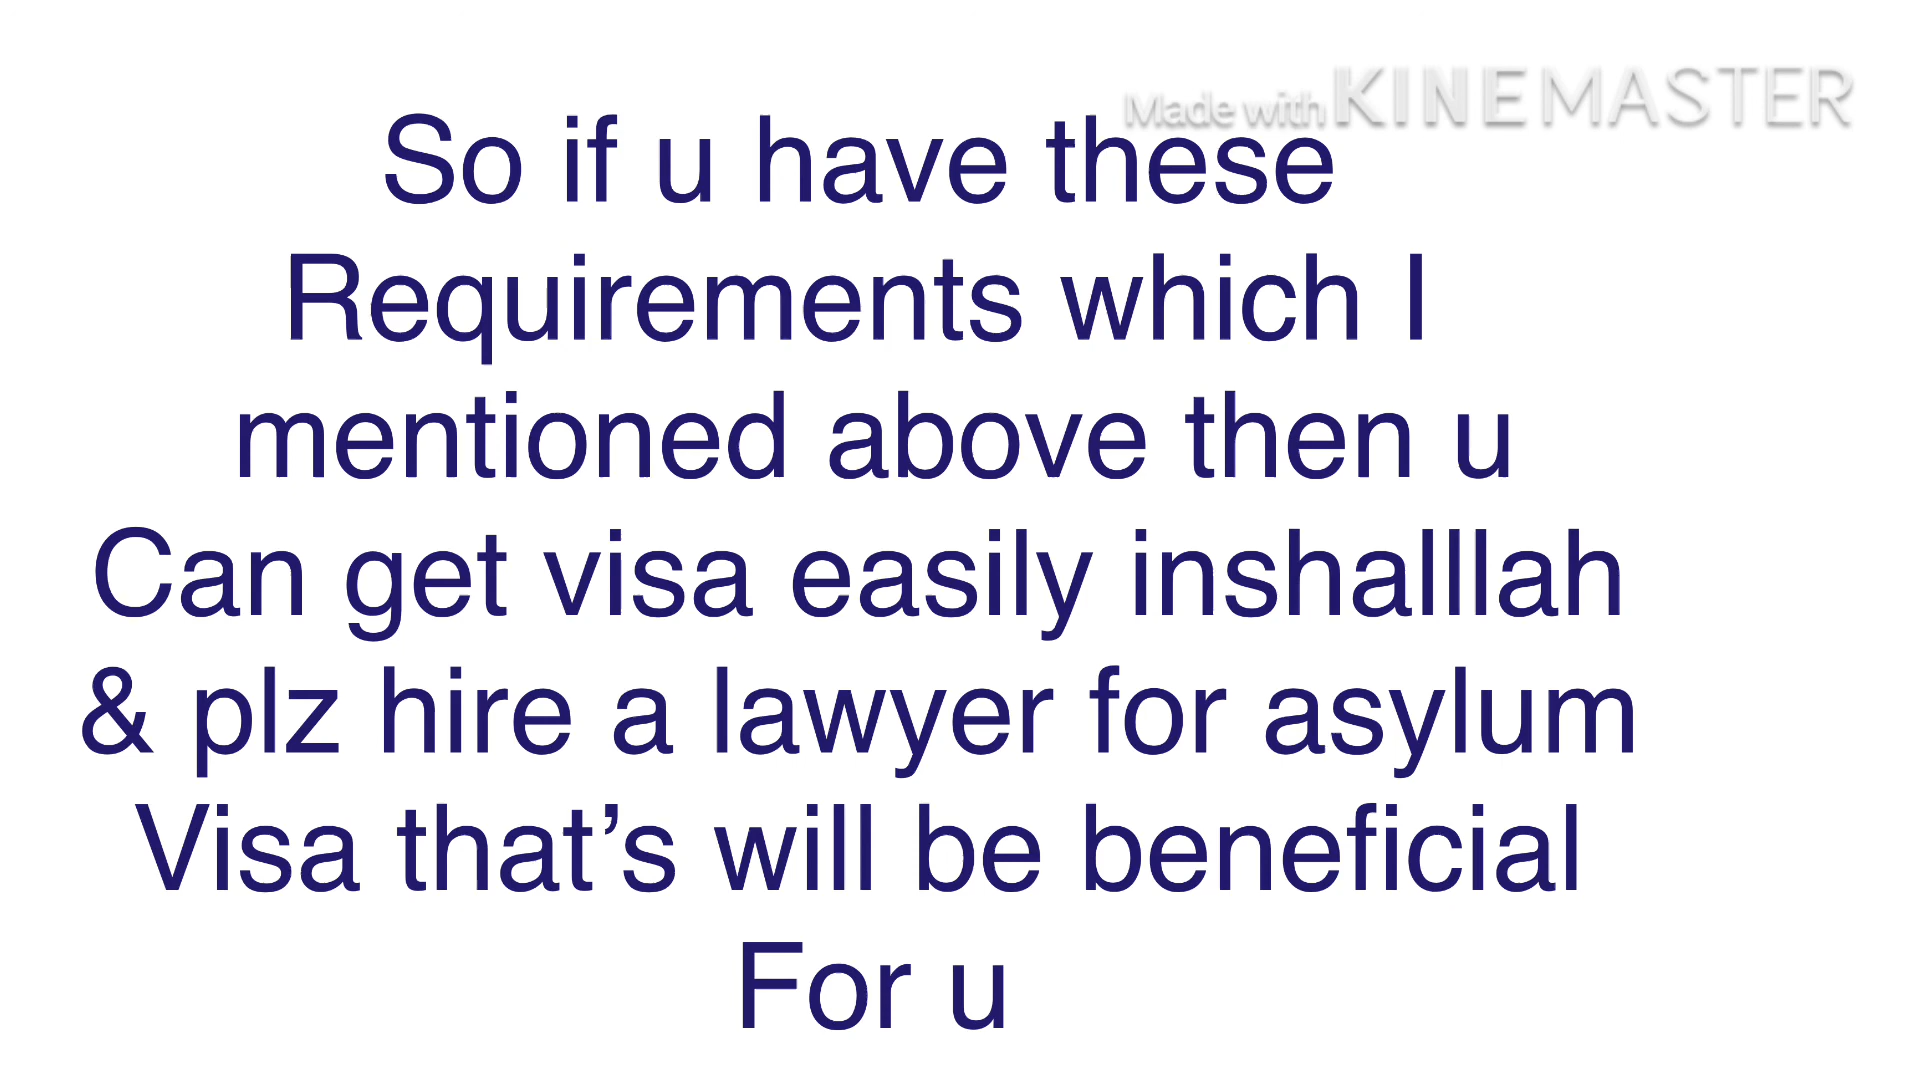 Made with KINEMASTER
So if u have these
Requirements which I
mentioned above then u
Can get visa easily inshalllah
& plz hire a lawyer for asylum
Visa that’s will be beneficial
For u